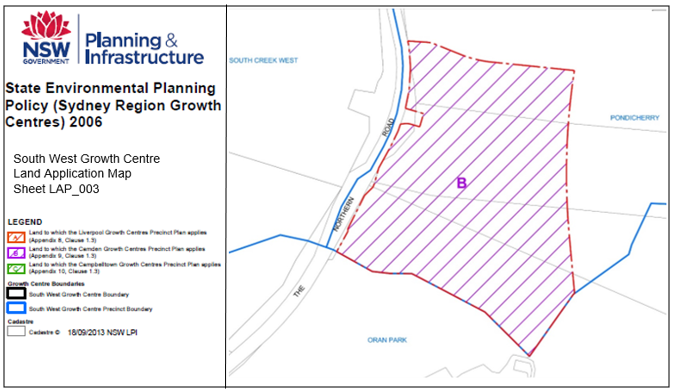 NSW
GOVERNMENT
Planning &
Infrastructure
State Environmental Planning
Policy (Sydney Region Growth
Centres) 2006
South West Growth Centre
Land Application Map
Sheet LAP_003
LEGEND
A
Land to which the Liverpool Growth Centres Precinct Plan applies
(Appendix 8, Clause 1.3)
B
Land to which the Camden Growth Centres Precinct Plan applies
(Appendix 9, Clause 1.3)
C
Land to which the Campbelltown Growth Centres Precinct Plan applies
(Appendix 10, Clause 1.3)
Growth Centre Boundaries
South West Growth Centre Boundary
South West Growth Centre Precinct Boundary
Cadastre
Cadastre © 18/09/2013 NSW LPI
SOUTH CREEK WEST
PONDICHERRY
B
THE NORTHERN ROAD
ORAN PARK